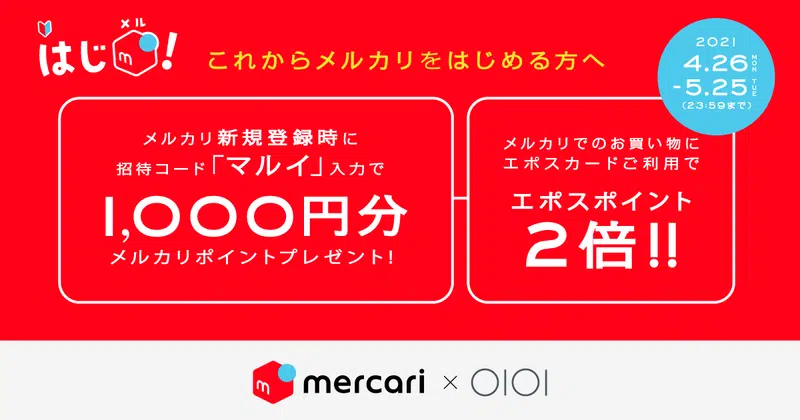 メル
はじm!
これからメルカリをはじめる方へ
2021
4.26 MON
-5.25 TUE
(23:59まで)
メルカリ新規登録時に
招待コード「マルイ」入力で
1,000円分
メルカリポイントプレゼント!
メルカリでのお買い物に
エポスカードご利用で
エポスポイント
2倍!!
m mercari × OIOI